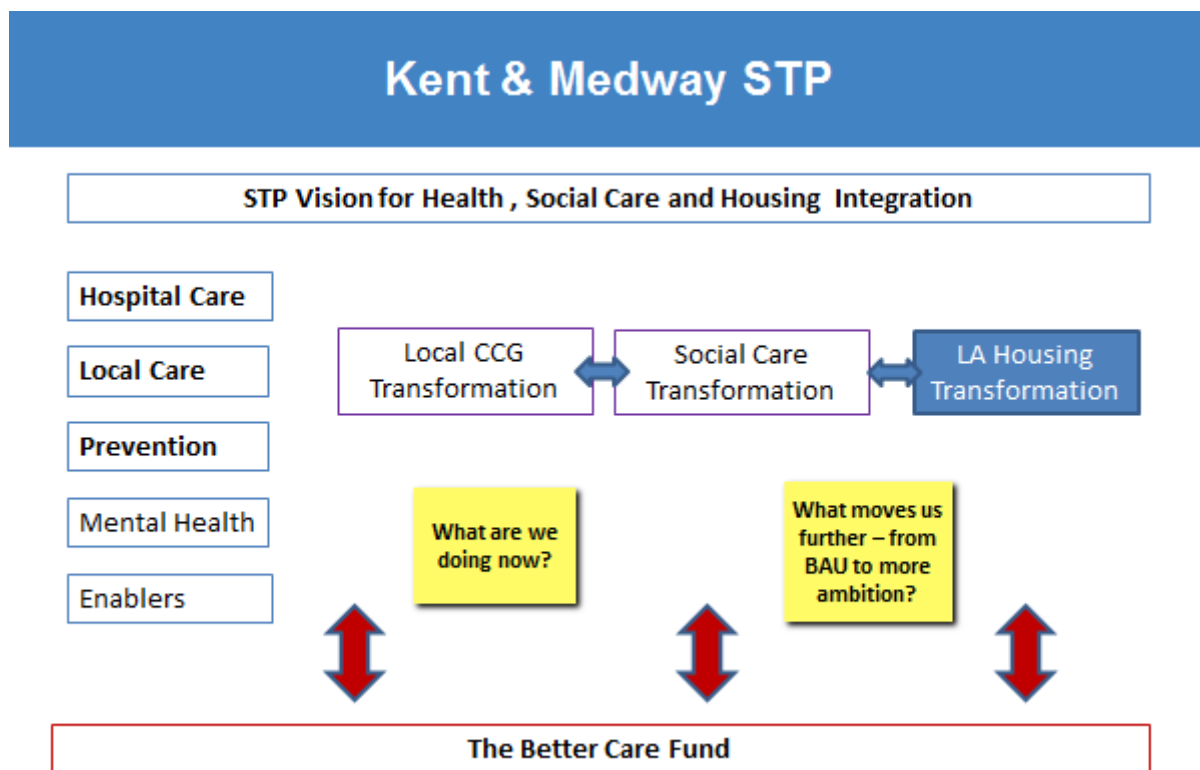 Kent & Medway STP
STP Vision for Health , Social Care and Housing Integration
Hospital Care
Local Care
Prevention
Mental Health
Enablers
Local CCG
Transformation
Social Care
Transformation
LA Housing
Transformation
What are we
doing now?
What moves us
further – from
BAU to more
ambition?
The Better Care Fund